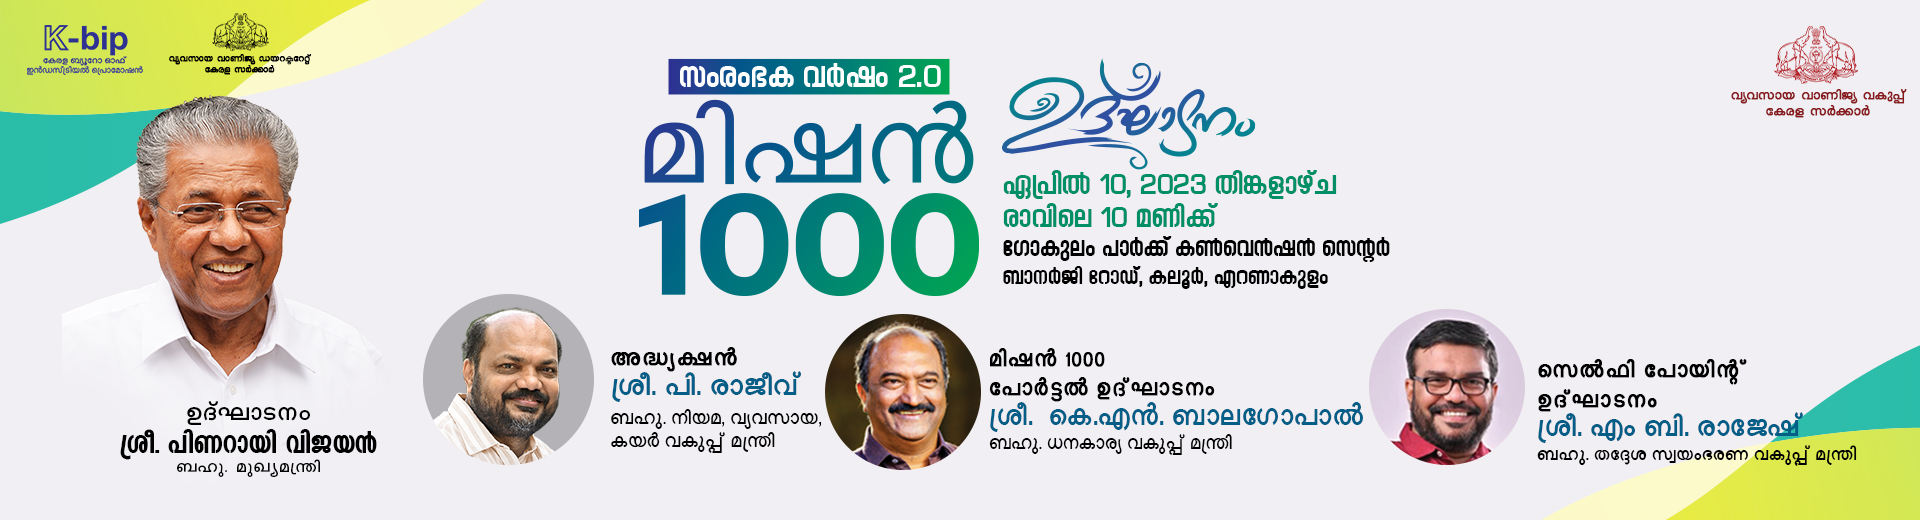 K-bip
കേരള ബ്യൂറോ ഓഫ്
ഇൻഡസ്ട്രിയൽ പ്രൊമോഷൻ
വ്യവസായ വാണിജ്യ ഡയറക്ടറേറ്റ്
കേരള സർക്കാർ
വ്യവസായ വാണിജ്യ വകുപ്പ്
കേരള സർക്കാർ
സംരംഭക വർഷം 2.0
മിഷൻ
1000
ഉദ്ഘാടനം
ഏപ്രിൽ 10, 2023 തിങ്കളാഴ്ച
രാവിലെ 10 മണിക്ക്
ഗോകുലം പാർക്ക് കൺവെൻഷൻ സെന്റർ
ബാനർജി റോഡ്, കലൂർ, എറണാകുളം
ഉദ്ഘാടനം
ശ്രീ. പിണറായി വിജയൻ
ബഹു. മുഖ്യമന്ത്രി
അദ്ധ്യക്ഷൻ
ശ്രീ. പി. രാജീവ്
ബഹു. നിയമ, വ്യവസായ,
കയർ വകുപ്പ് മന്ത്രി
മിഷൻ 1000
പോർട്ടൽ ഉദ്ഘാടനം
ശ്രീ. കെ.എൻ. ബാലഗോപാൽ
ബഹു. ധനകാര്യ വകുപ്പ് മന്ത്രി
സെൽഫി പോയിന്റ്
ഉദ്ഘാടനം
ശ്രീ. എം ബി. രാജേഷ്
ബഹു. തദ്ദേശ സ്വയംഭരണ വകുപ്പ് മന്ത്രി